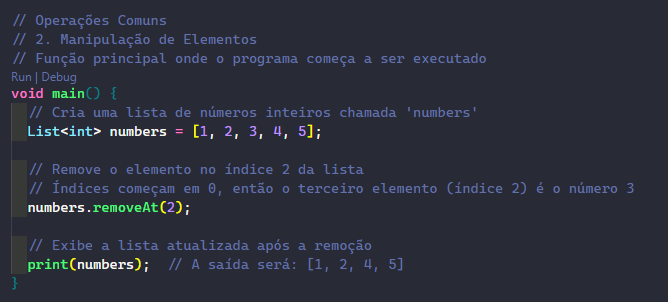 // Operações Comuns
// 2. Manipulação de Elementos
// Função principal onde o programa começa a ser executado
Run | Debug
void main() {
  // Cria uma lista de números inteiros chamada 'numbers'
  List<int> numbers = [1, 2, 3, 4, 5];

  // Remove o elemento no índice 2 da lista
  // Índices começam em 0, então o terceiro elemento (índice 2) é o número 3
  numbers.removeAt(2);

  // Exibe a lista atualizada após a remoção
  print(numbers);  // A saída será: [1, 2, 4, 5]
}